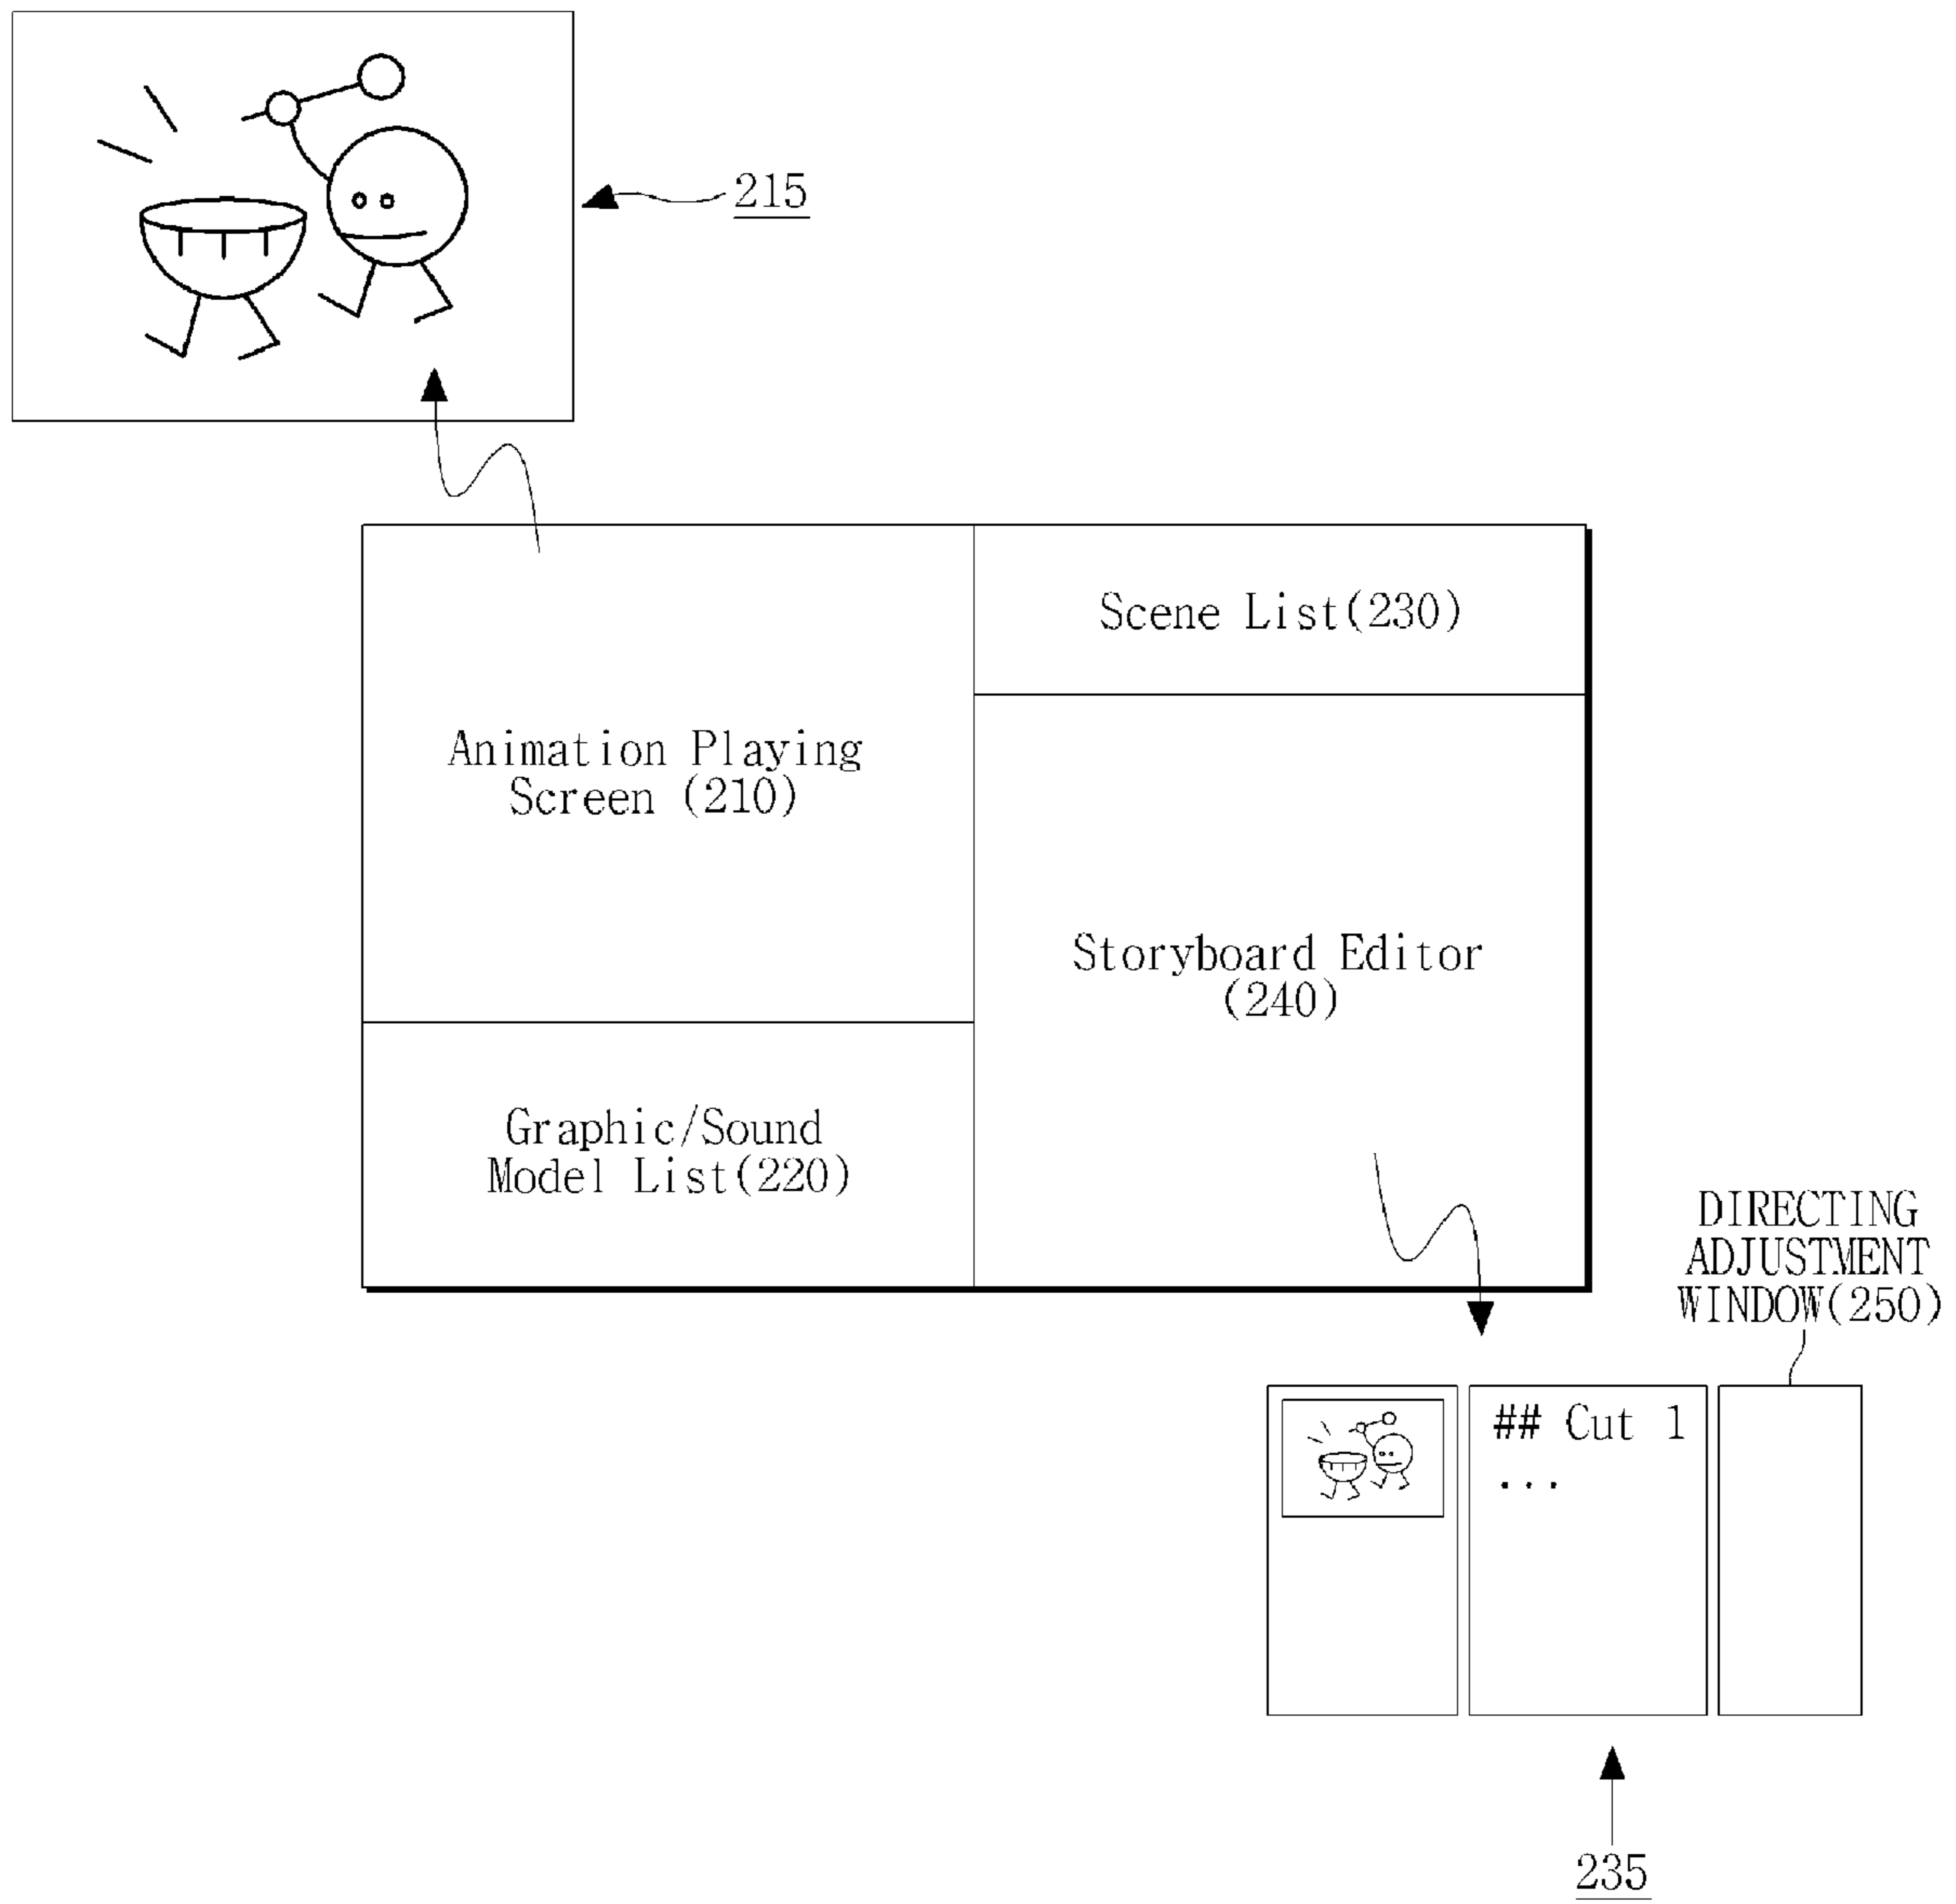 215
Scene List(230)
Animation Playing
Screen (210)
Storyboard Editor
(240)
Graphic/Sound
Model List(220)
DIRECTING
ADJUSTMENT
WINDOW(250)
## Cut 1
...
235